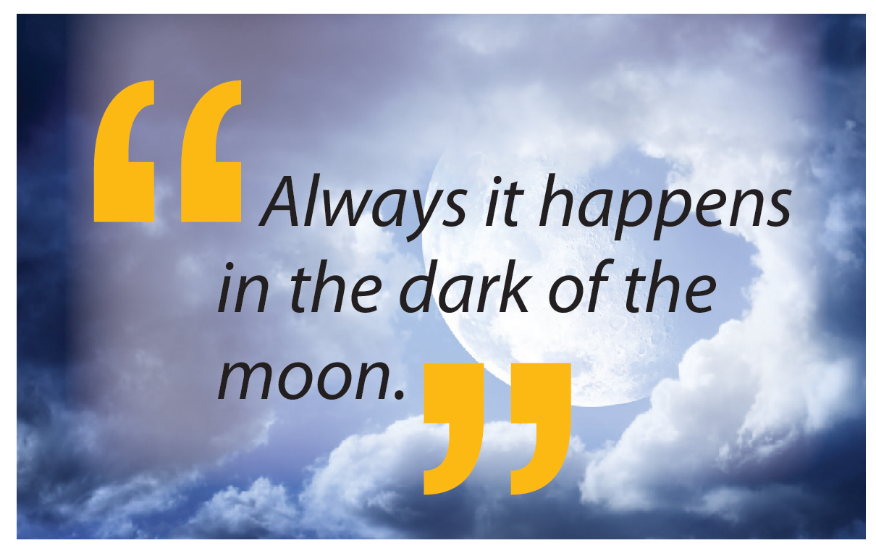 “Always it happens
in the dark of the
moon.”